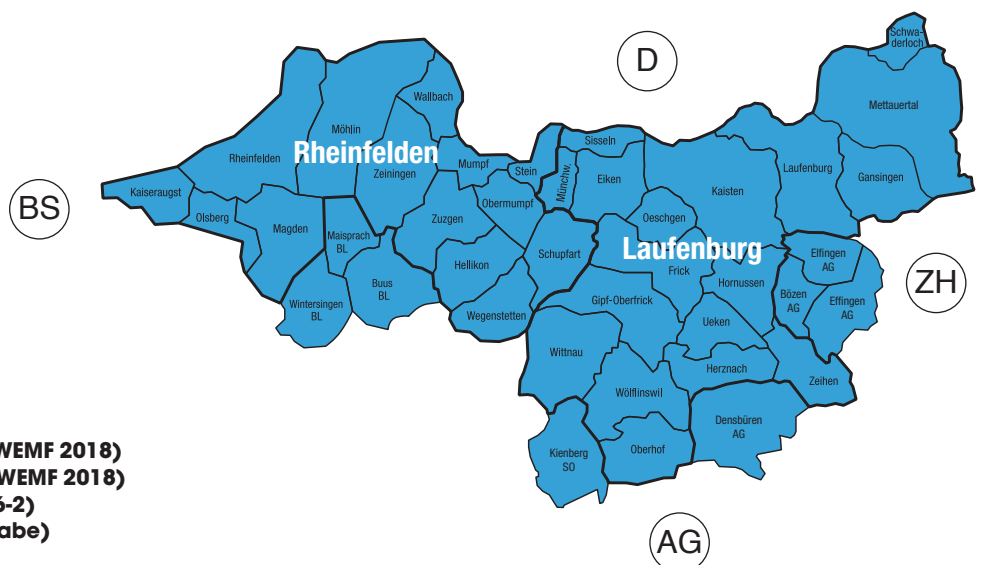 D
Schwa-
derloch
Mettauertal
Wallbach
Möhlin
Rheinfelden
Rheinfelden
Zeiningen
Mumpf
Stein
Sisseln
Münchw.
Eiken
Kaisten
Laufenburg
Gansingen
BS
Kaiseraugst
Olsberg
Magden
Maisprach
BL
Zuzgen
Obermumpf
Oeschgen
Schupfart
Laufenburg
Frick
Hornussen
Elfingen
AG
ZH
Hellikon
Buus
BL
Wintersingen
BL
Wegenstetten
Gipf-Oberfrick
Bözen
AG
Effingen
AG
Ueken
Wittnau
Herznach
Zeihen
Wölflinswil
Densbüren
AG
Kienberg
SO
Oberhof
WEMF 2018)
WEMF 2018)
6-2)
abe)
AG